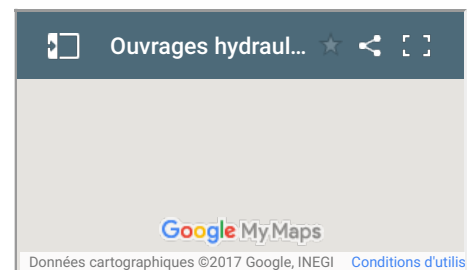 Ouvrages hydraul...
Google My Maps
Données cartographiques ©2017 Google, INEGI Conditions d'utilis